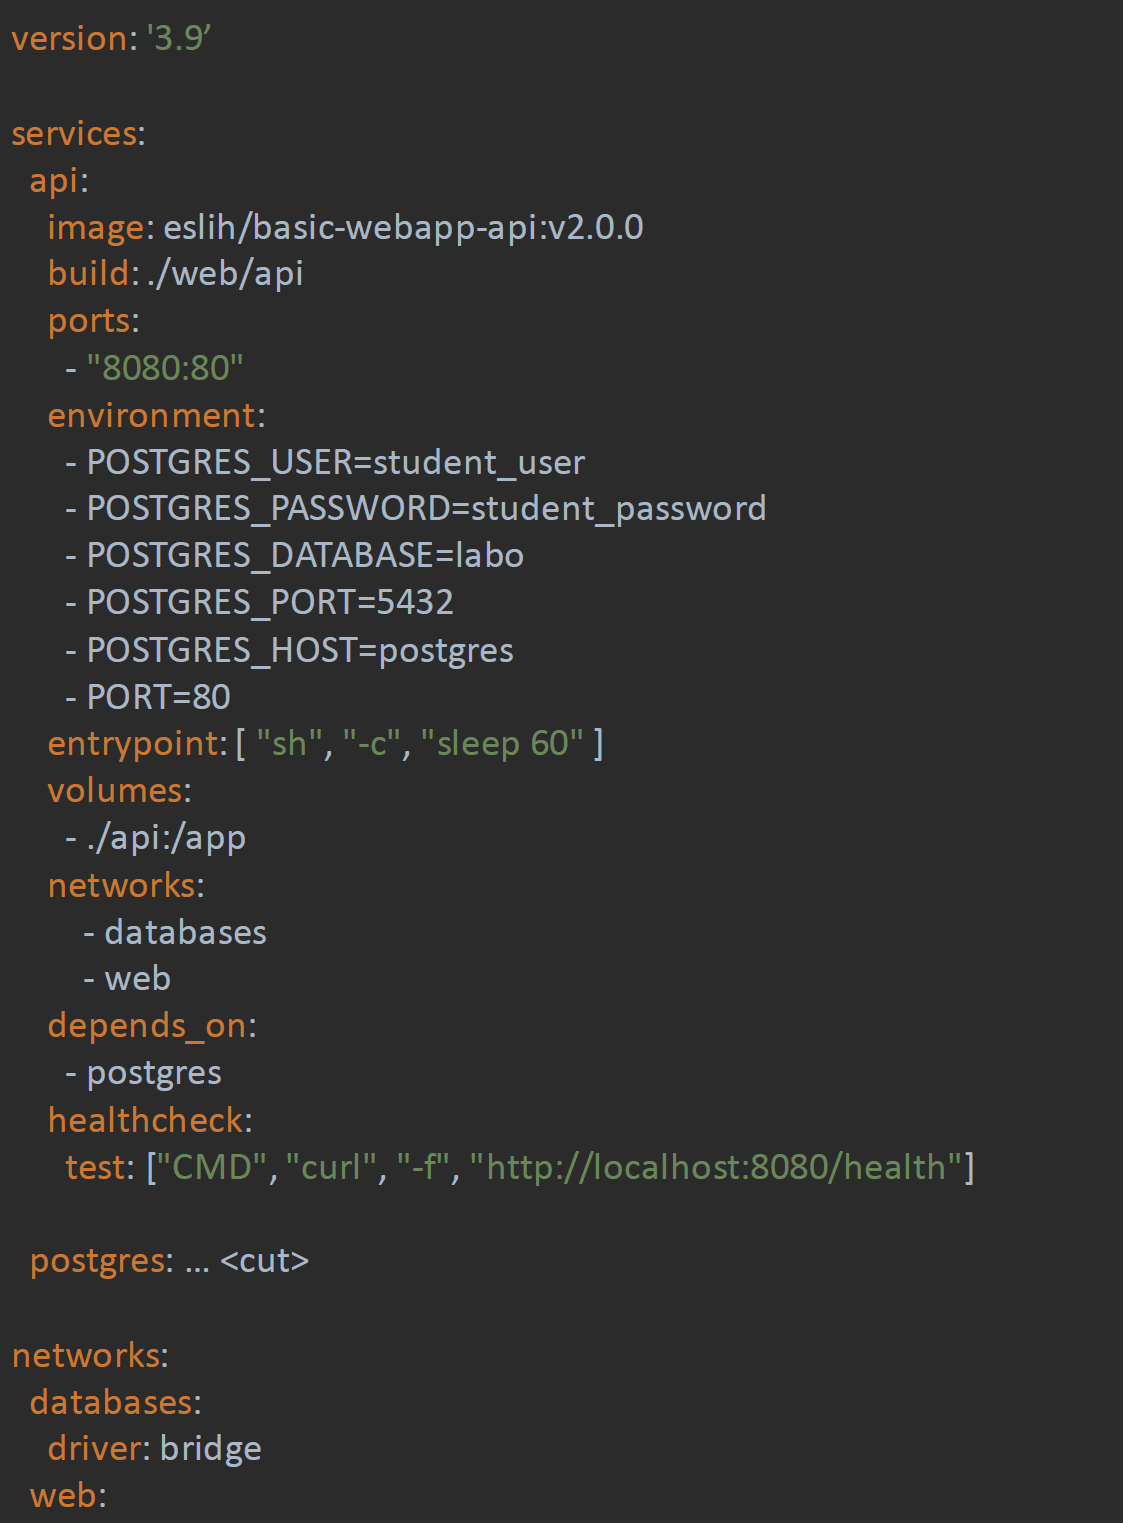 version: '3.9’
services:
api:
image: eslih/basic-webapp-api:v2.0.0
build: ./web/api
ports:
- "8080:80"
environment:
- POSTGRES_USER=student_user
- POSTGRES_PASSWORD=student_password
- POSTGRES_DATABASE=labo
- POSTGRES_PORT=5432
- POSTGRES_HOST=postgres
- PORT=80
entrypoint: [ "sh", "-c", "sleep 60" ]
volumes:
- ./api:/app
networks:
- databases
- web
depends_on:
- postgres
healthcheck:
test: ["CMD", "curl", "-f", "http://localhost:8080/health"]
postgres: ... <cut>
networks:
databases:
driver: bridge
web: